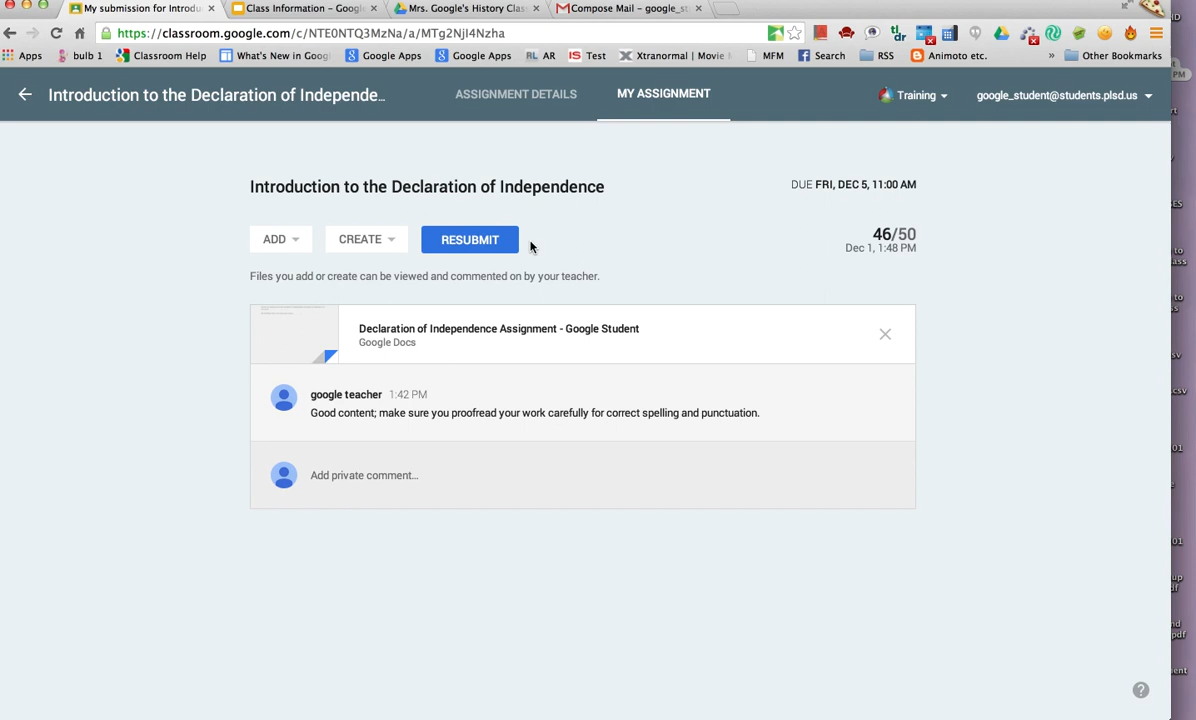 My submission for Introdu
Class Information - Googl
Mrs. Google's History Clas
Compose Mail - google_s
https://classroom.google.com/c/NTE0NTQ3MzNa/a/MTg2NjI4Nzha
Apps
bulb 1
Classroom Help
What's New in Goog
Google Apps
Google Apps
RL AR
IS Test
Xtranormal | Movie
MFM
Search
RSS
Animoto etc.
»
Other Bookmarks
Introduction to the Declaration of Independe…
ASSIGNMENT DETAILS
MY ASSIGNMENT
Training
google_student@students.plsd.us
Introduction to the Declaration of Independence
DUE FRI, DEC 5, 11:00 AM
ADD
CREATE
RESUBMIT
46/50
Dec 1, 1:48 PM
Files you add or create can be viewed and commented on by your teacher.
Declaration of Independence Assignment - Google Student
Google Docs
google teacher 1:42 PM
Good content; make sure you proofread your work carefully for correct spelling and punctuation.
Add private comment…
?